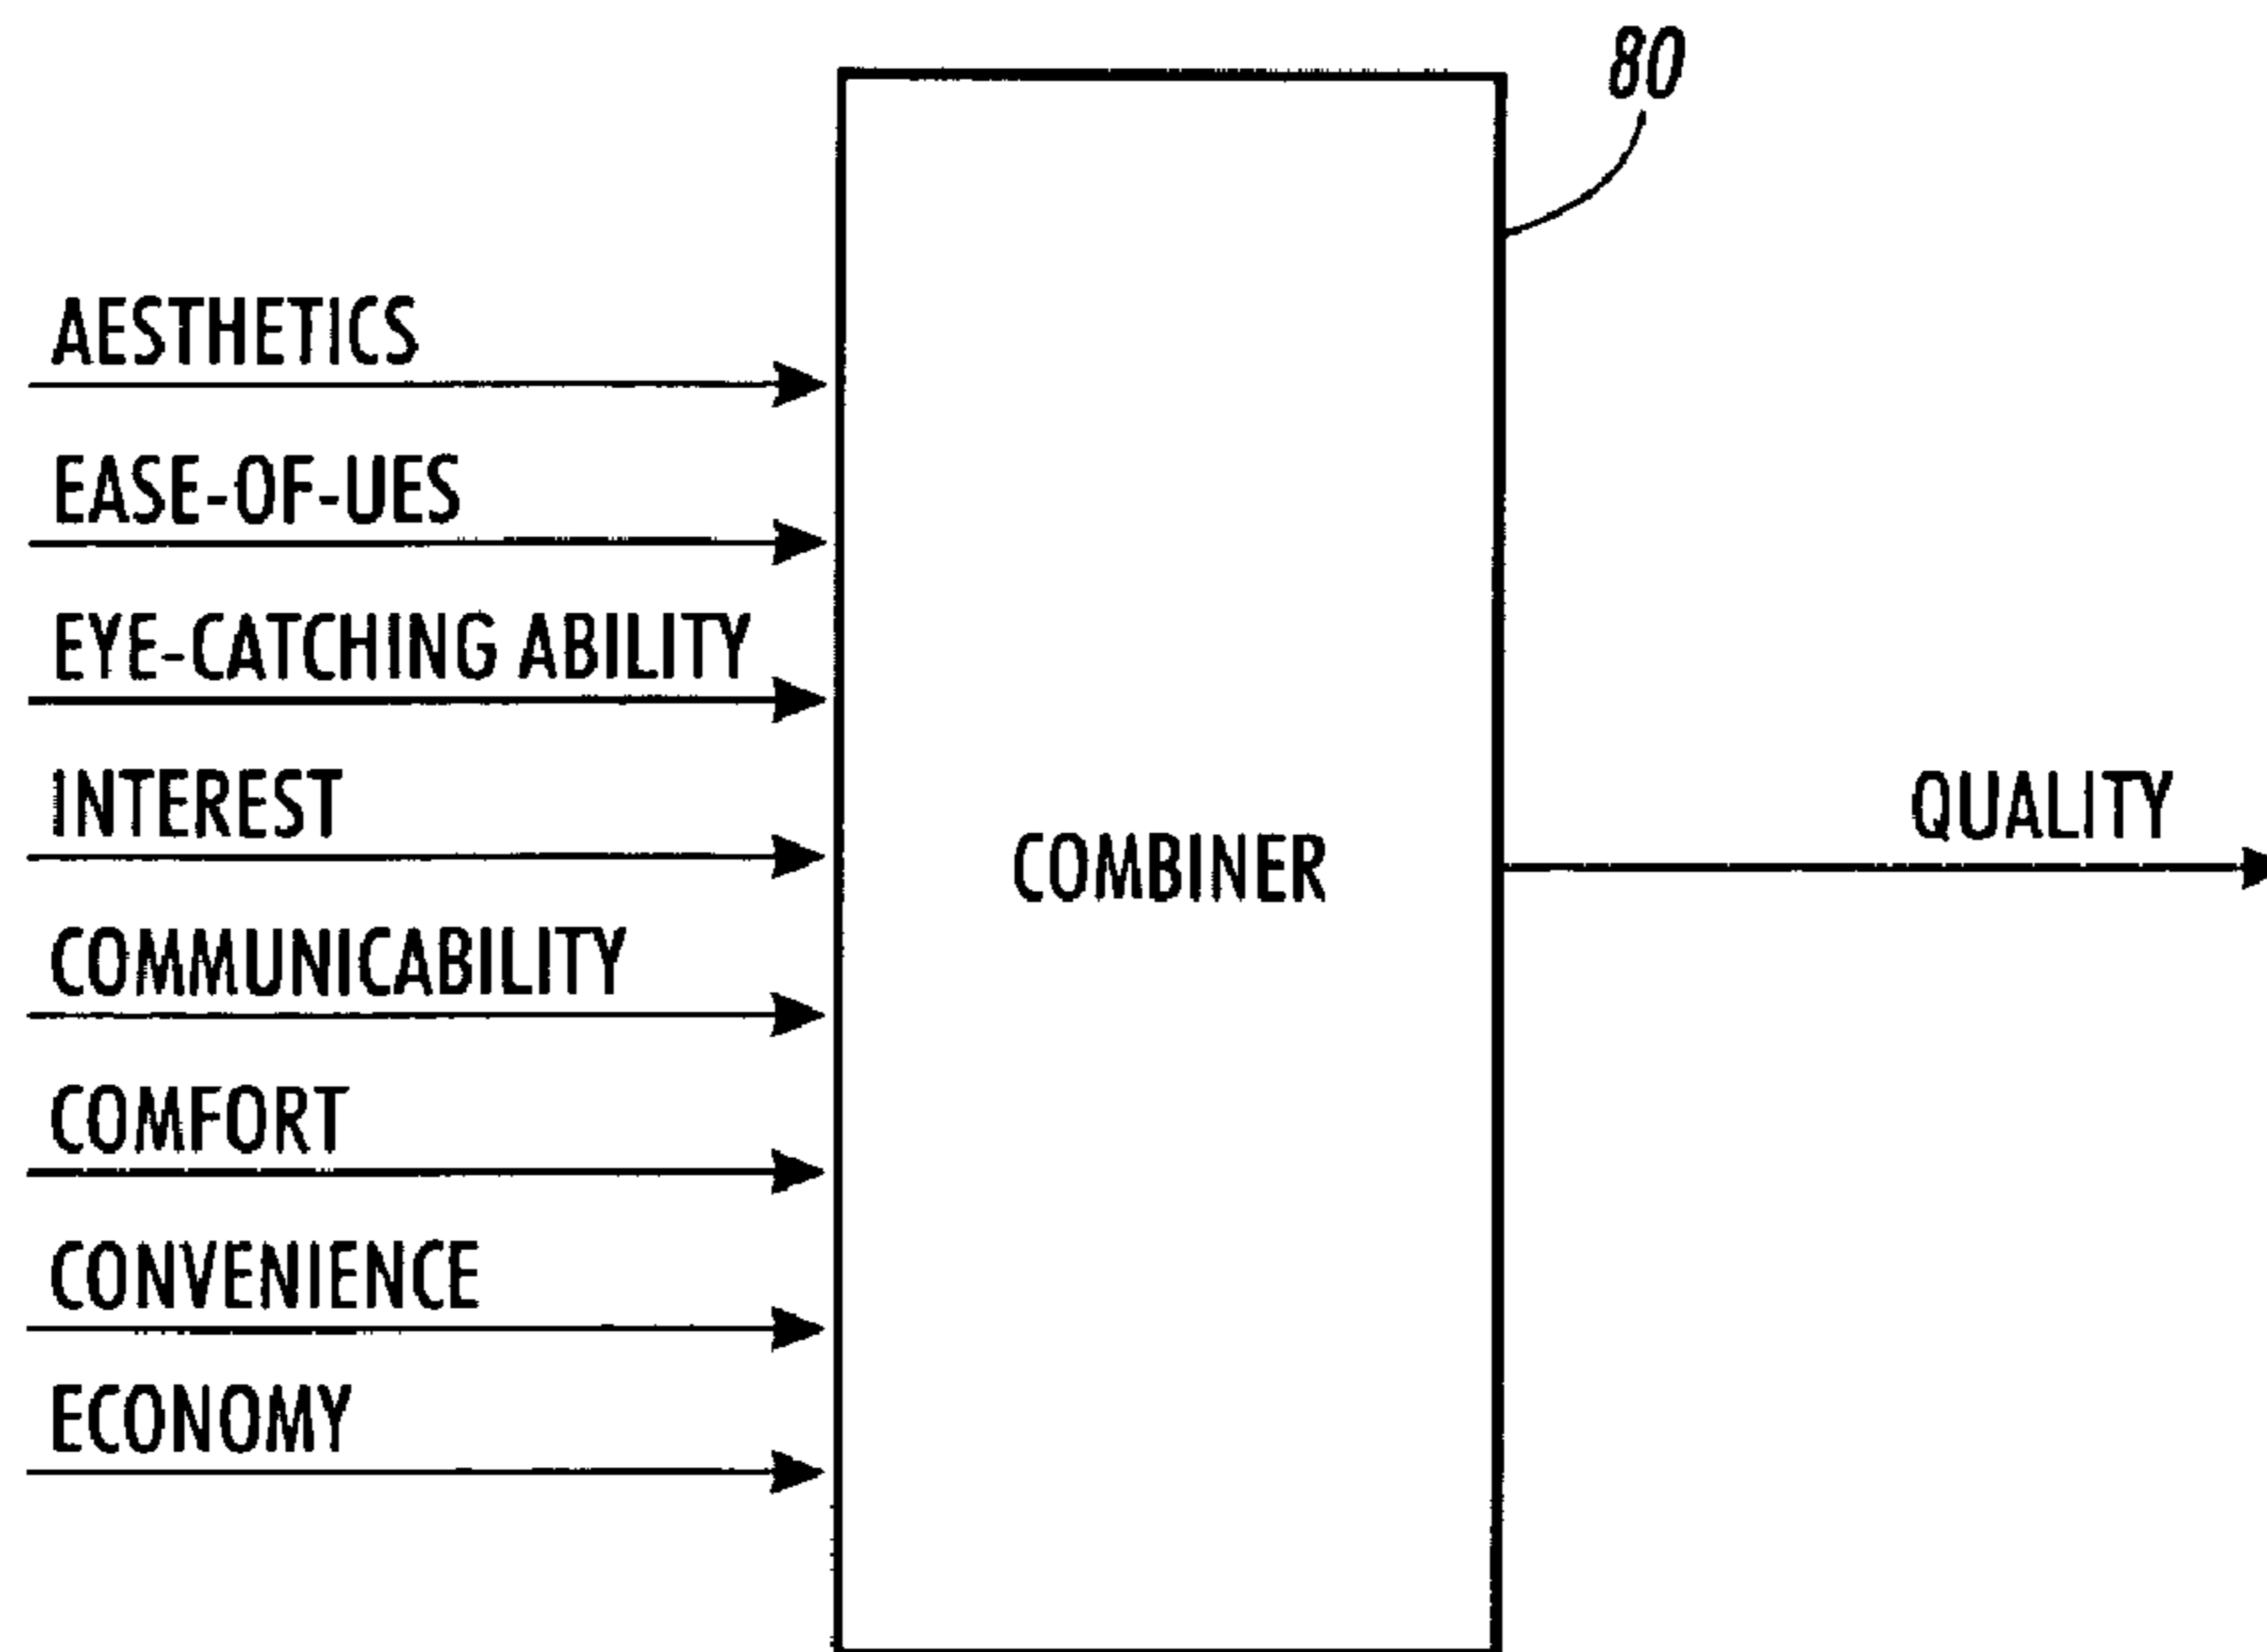 80
AESTHETICS
EASE-OF-UES
EYE-CATCHING ABILITY
INTEREST
QUALITY
COMBINER
COMMUNICABILITY
COMFORT
CONVENIENCE
ECONOMY